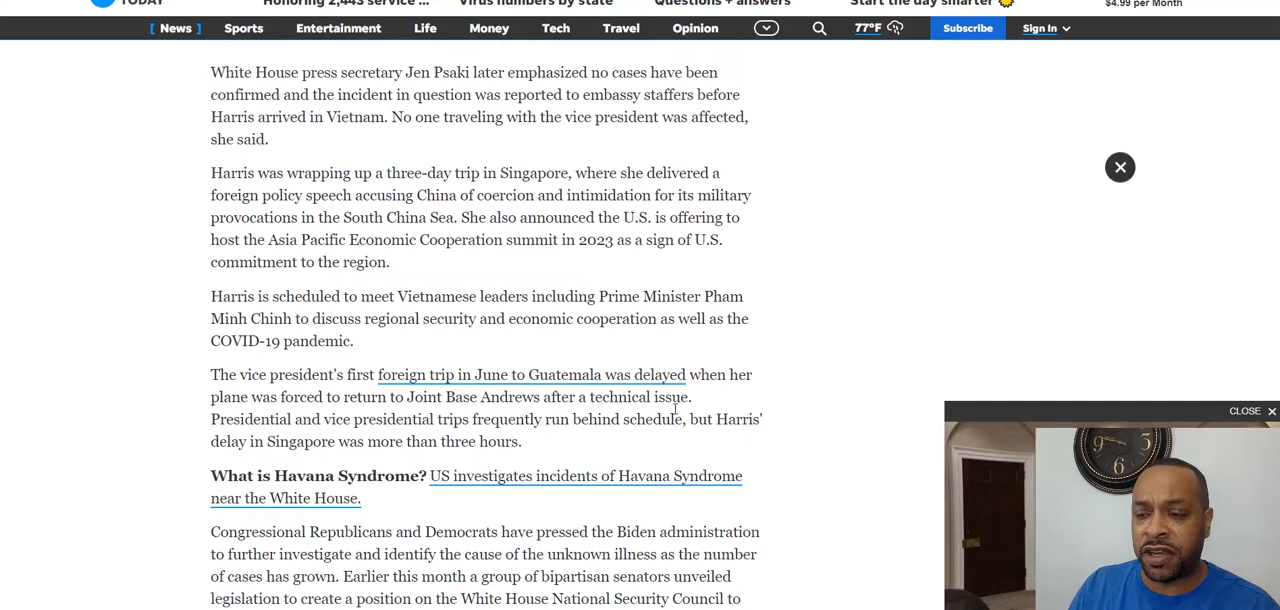 TODAY
Honoring 2,443 service ...
Virus numbers by state
Questions + answers
Start the day smarter
$4.99 per Month
[ News ] Sports Entertainment Life Money Tech Travel Opinion 77°F Subscribe Sign In
White House press secretary Jen Psaki later emphasized no cases have been
confirmed and the incident in question was reported to embassy staffers before
Harris arrived in Vietnam. No one traveling with the vice president was affected,
she said.
Harris was wrapping up a three-day trip in Singapore, where she delivered a
foreign policy speech accusing China of coercion and intimidation for its military
provocations in the South China Sea. She also announced the U.S. is offering to
host the Asia Pacific Economic Cooperation summit in 2023 as a sign of U.S.
commitment to the region.
Harris is scheduled to meet Vietnamese leaders including Prime Minister Pham
Minh Chinh to discuss regional security and economic cooperation as well as the
COVID-19 pandemic.
The vice president's first foreign trip in June to Guatemala was delayed when her
plane was forced to return to Joint Base Andrews after a technical issue.
Presidential and vice presidential trips frequently run behind schedule, but Harris'
delay in Singapore was more than three hours.
What is Havana Syndrome? US investigates incidents of Havana Syndrome
near the White House.
Congressional Republicans and Democrats have pressed the Biden administration
to further investigate and identify the cause of the unknown illness as the number
of cases has grown. Earlier this month a group of bipartisan senators unveiled
legislation to create a position on the White House National Security Council to
CLOSE X